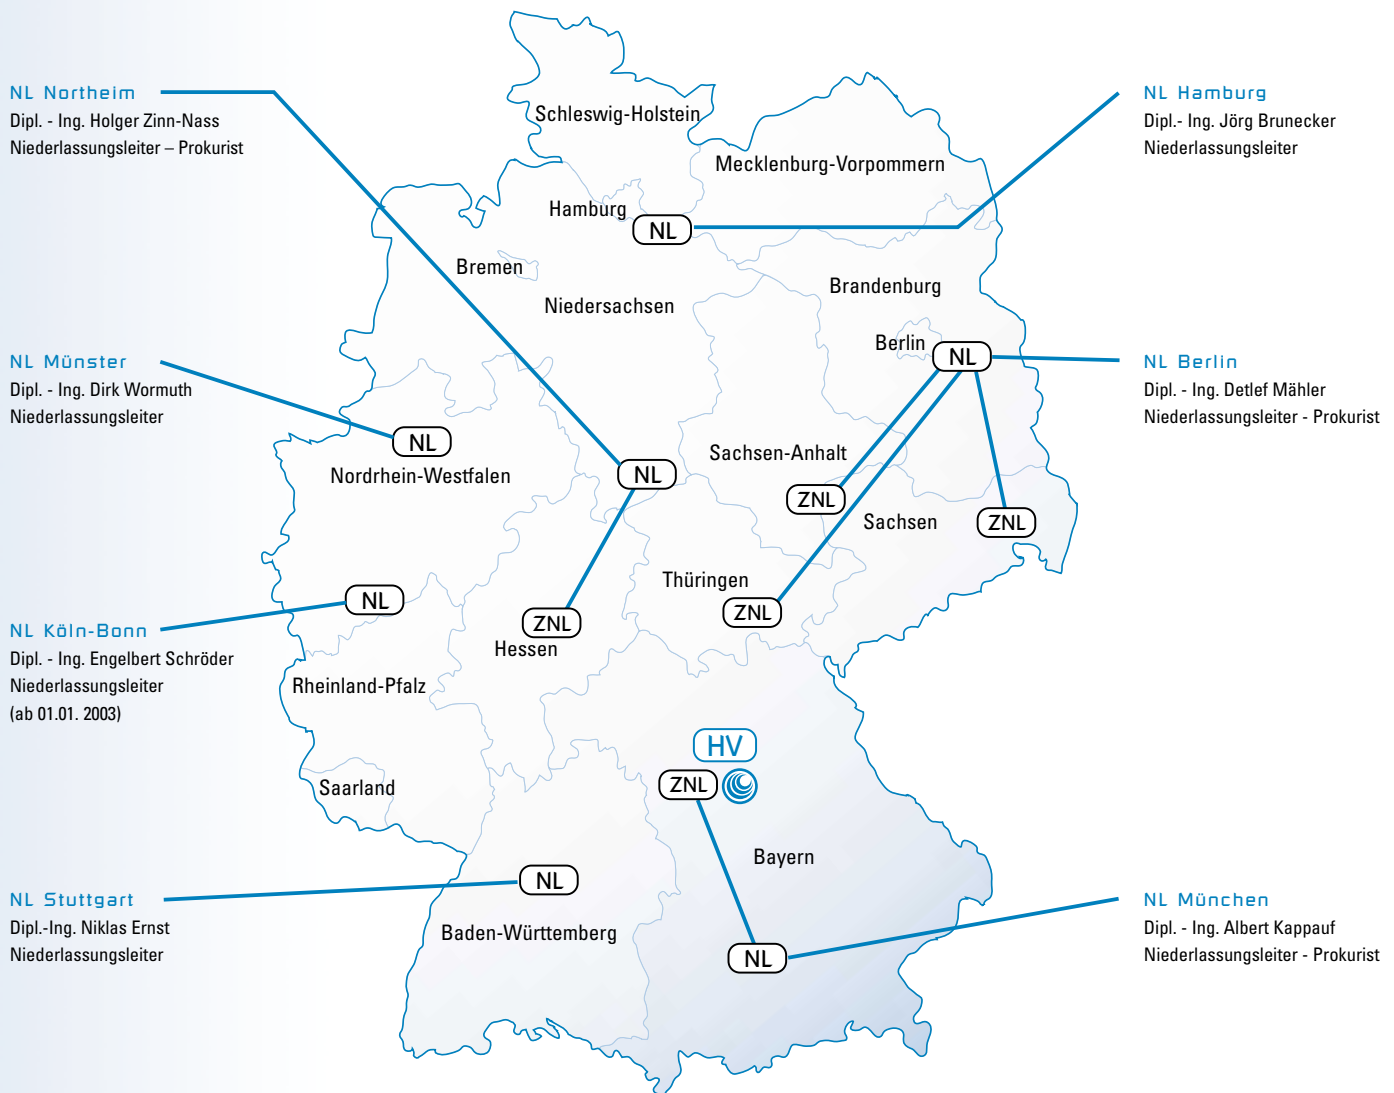 NL Northeim
Dipl. - Ing. Holger Zinn-Nass
Niederlassungsleiter – Prokurist
NL Münster
Dipl. - Ing. Dirk Wormuth
Niederlassungsleiter
NL Köln-Bonn
Dipl. - Ing. Engelbert Schröder
Niederlassungsleiter
(ab 01.01. 2003)
NL Stuttgart
Dipl.-Ing. Niklas Ernst
Niederlassungsleiter
Schleswig-Holstein
Mecklenburg-Vorpommern
Hamburg
NL
Bremen
Niedersachsen
Brandenburg
Berlin
NL
NL
Nordrhein-Westfalen
NL
Sachsen-Anhalt
ZNL
Sachsen
ZNL
Thüringen
ZNL
NL
ZNL
Hessen
Rheinland-Pfalz
Saarland
HV
ZNL
Bayern
NL
Baden-Württemberg
NL
NL Hamburg
Dipl.- Ing. Jörg Brunecker
Niederlassungsleiter
NL Berlin
Dipl. - Ing. Detlef Mähler
Niederlassungsleiter - Prokurist
NL München
Dipl. - Ing. Albert Kappauf
Niederlassungsleiter - Prokurist